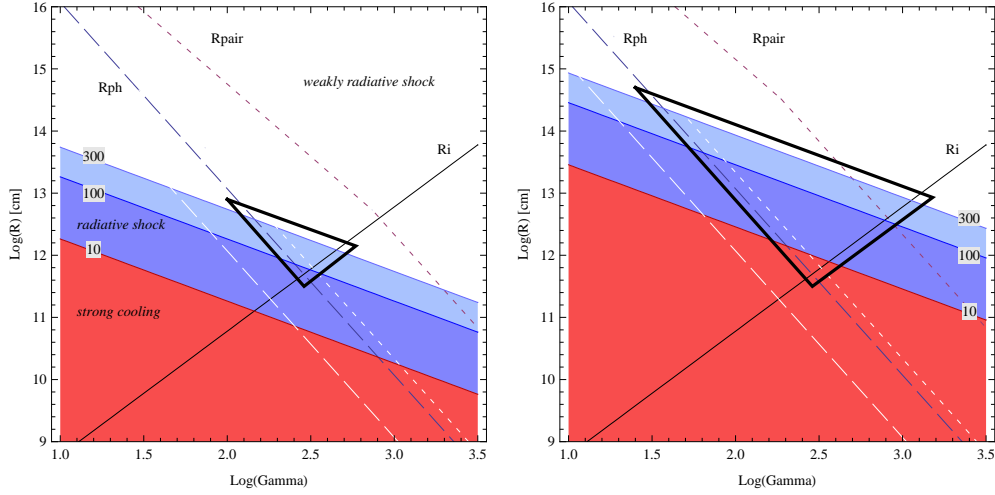 16
15
14
13
12
11
10
9
Log(R) [cm]
Rpair
weakly radiative shock
Rph
Ri
300
100
radiative shock
10
strong cooling
1.0 1.5 2.0 2.5 3.0 3.5
Log(Gamma)
16
15
14
13
12
11
10
9
Log(R) [cm]
Rph
Rpair
Ri
300
100
10
1.0 1.5 2.0 2.5 3.0 3.5
Log(Gamma)